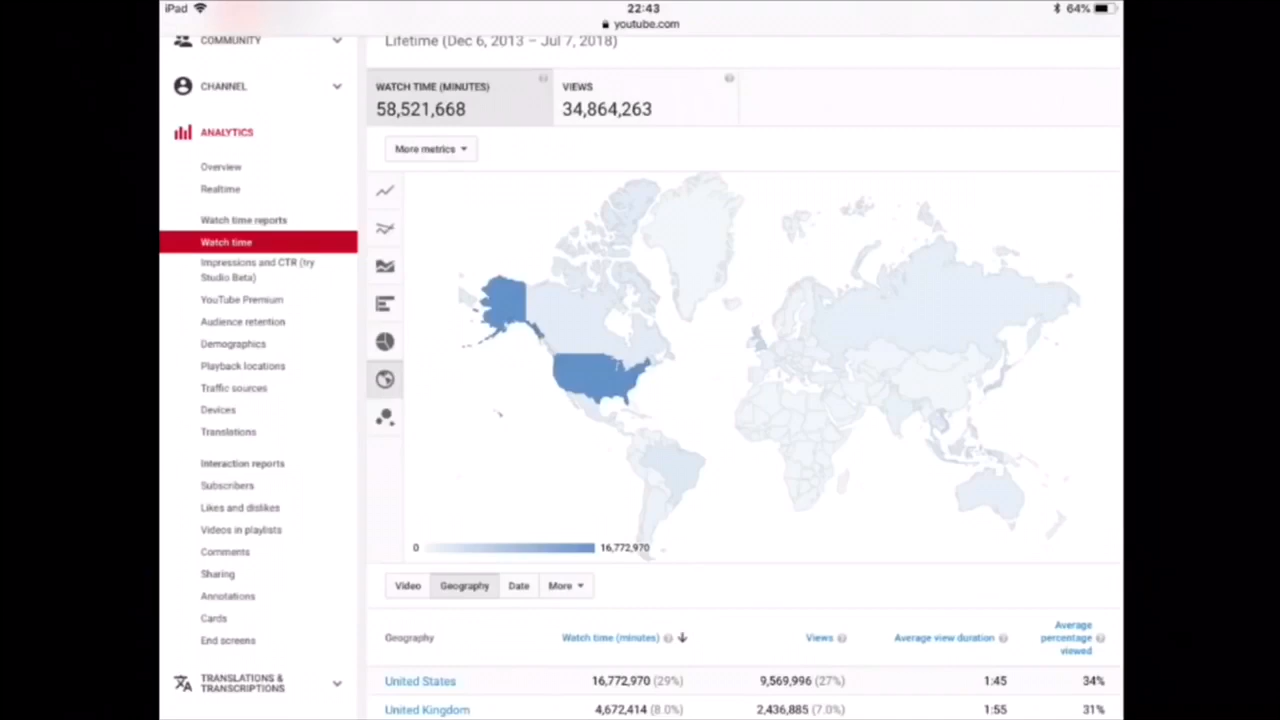 iPad 22:43 64%
youtube.com
COMMUNITY
Lifetime (Dec 6, 2013 – Jul 7, 2018)
CHANNEL
WATCH TIME (MINUTES)
58,521,668
VIEWS
34,864,263
ANALYTICS
More metrics
Overview
Realtime
Watch time reports
Watch time
Impressions and CTR (try
Studio Beta)
YouTube Premium
Audience retention
Demographics
Playback locations
Traffic sources
Devices
Translations
Interaction reports
Subscribers
Likes and dislikes
Videos in playlists
Comments
Sharing
Annotations
Cards
End screens
TRANSLATIONS &
TRANSCRIPTIONS
0 16,772,970
Video Geography Date More
Geography Watch time (minutes) Views Average view duration Average
percentage
viewed
United States 16,772,970 (29%) 9,569,996 (27%) 1:45 34%
United Kingdom 4,672,414 (8.0%) 2,436,885 (7.0%) 1:55 31%